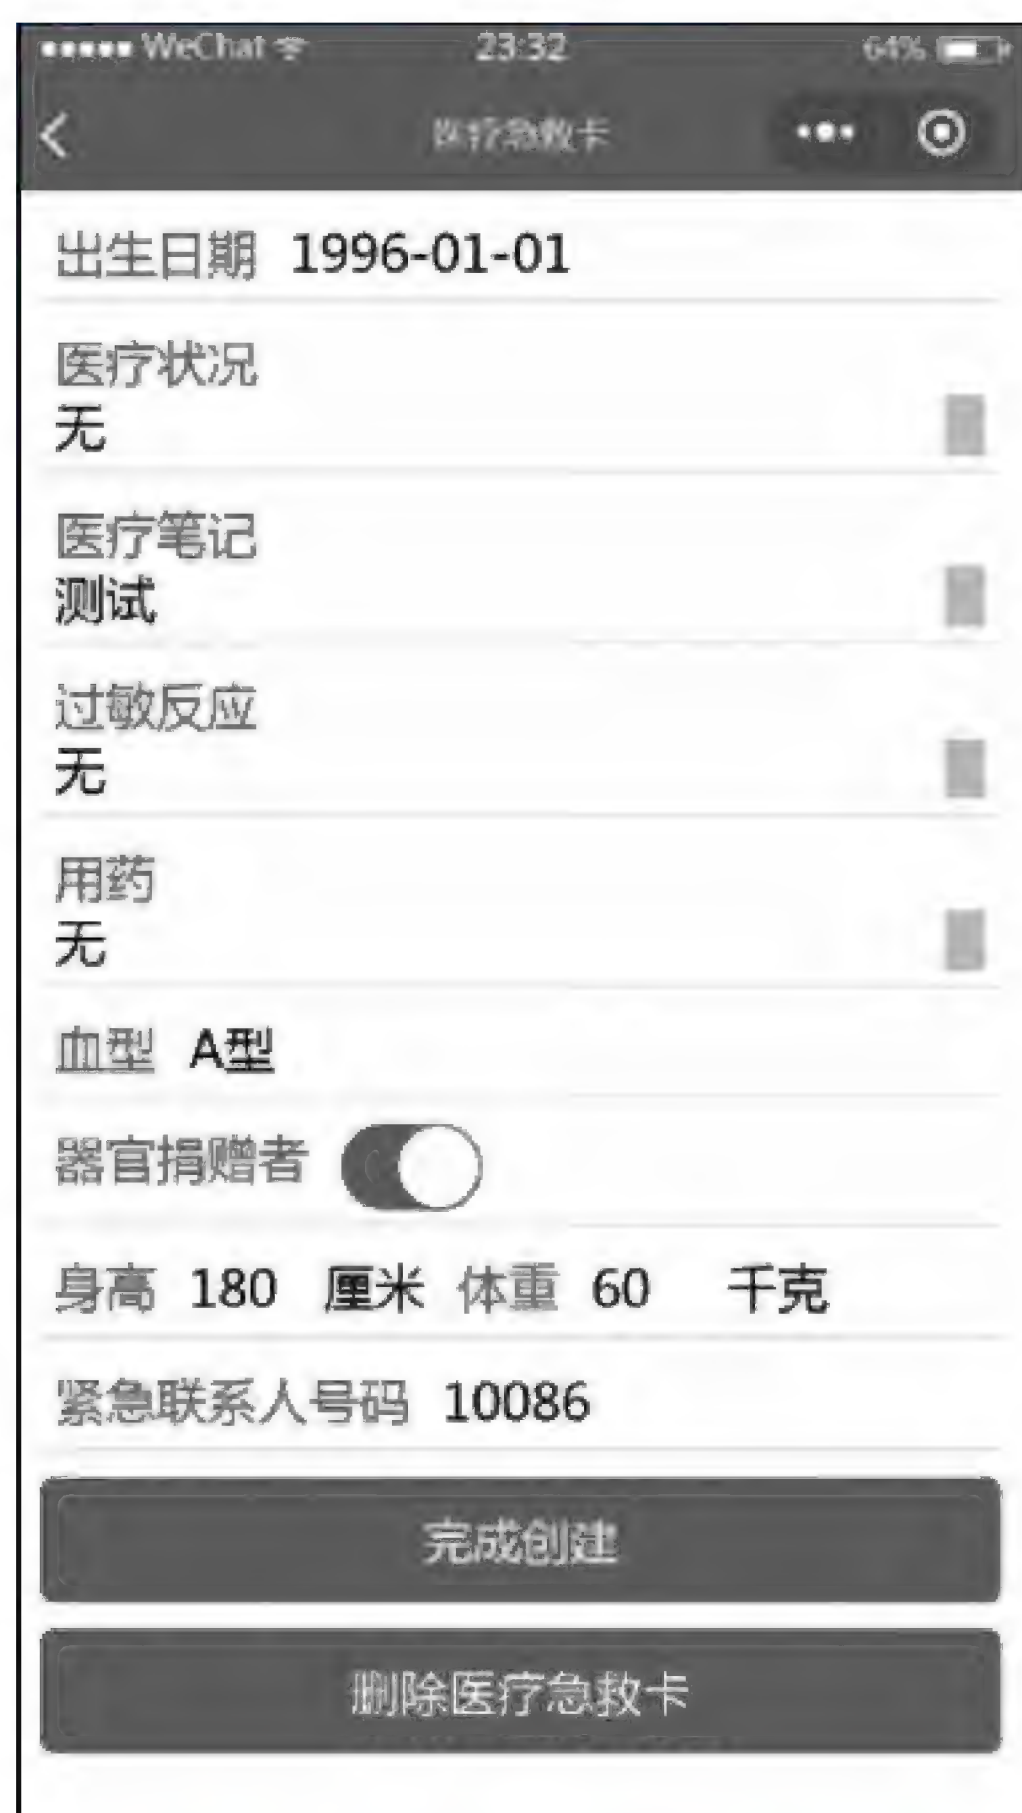 WeChat 23:32 64%
医疗急救卡
出生日期 1996-01-01
医疗状况
无
医疗笔记
测试
过敏反应
无
用药
无
血型 A型
器官捐赠者
身高 180 厘米 体重 60 千克
紧急联系人号码 10086
完成创建
删除医疗急救卡